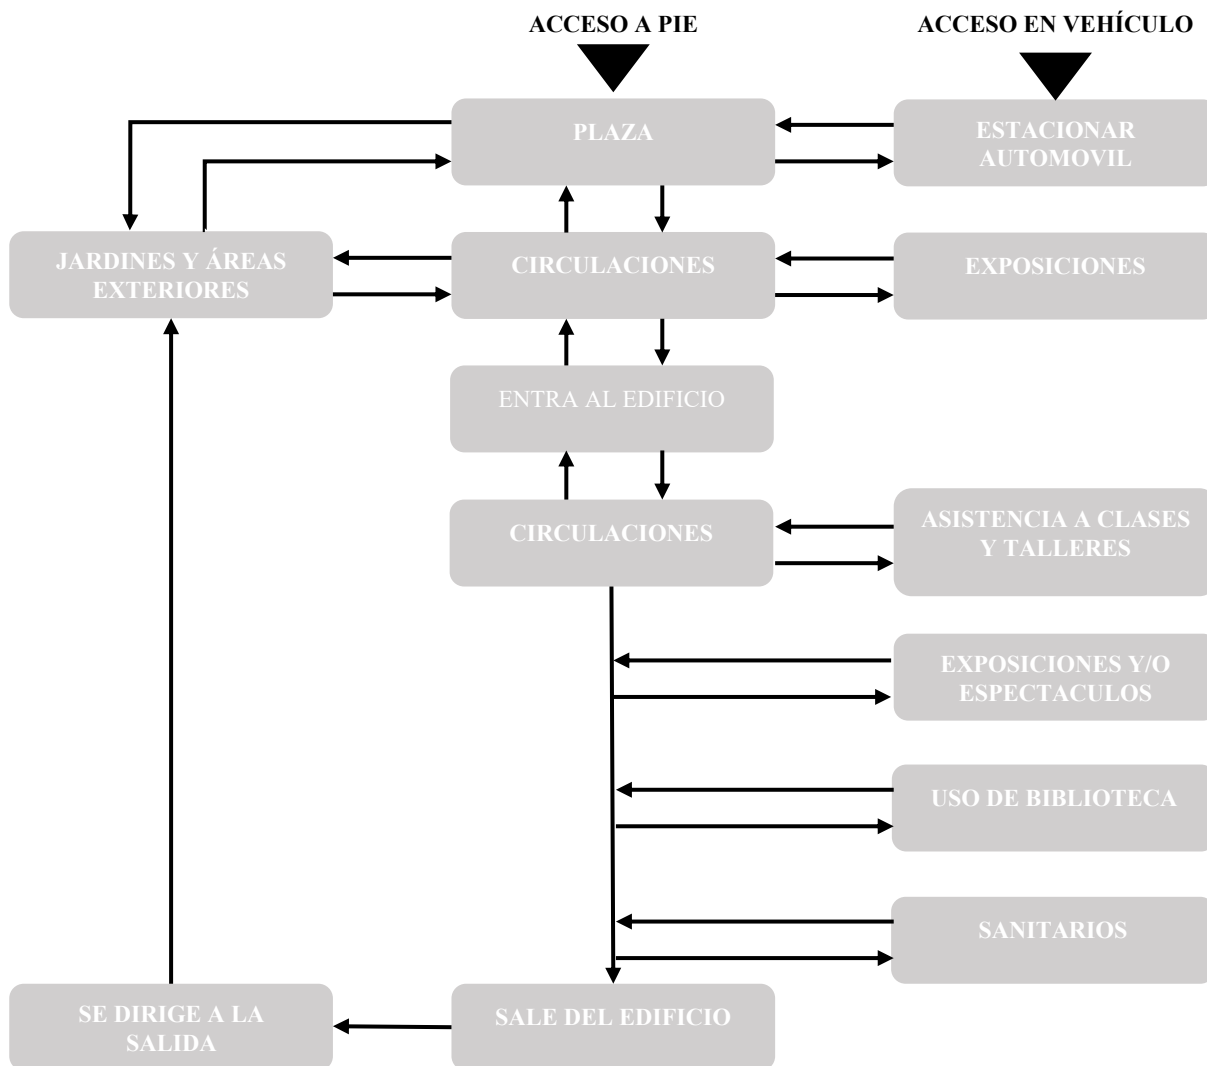 ACCESO A PIE
ACCESO EN VEHÍCULO
PLAZA
ESTACIONAR
AUTOMOVIL
JARDINES Y ÁREAS
EXTERIORES
CIRCULACIONES
EXPOSICIONES
ENTRA AL EDIFICIO
CIRCULACIONES
ASISTENCIA A CLASES
Y TALLERES
EXPOSICIONES Y/O
ESPECTACULOS
USO DE BIBLIOTECA
SANITARIOS
SE DIRIGE A LA
SALIDA
SALE DEL EDIFICIO